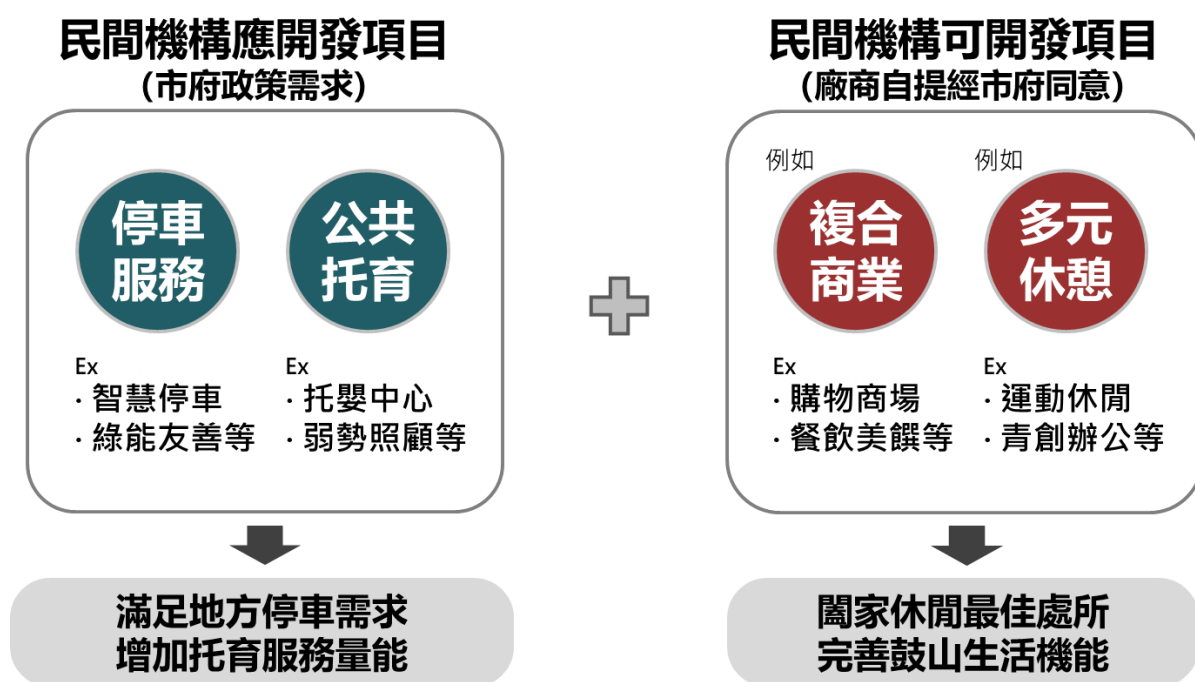 民間機構應開發項目
(市府政策需求)
停車
服務
公共
托育
Ex
· 智慧停車
· 綠能友善等
Ex
· 托嬰中心
· 弱勢照顧等
滿足地方停車需求
增加托育服務量能
民間機構可開發項目
(廠商自提經市府同意)
例如
複合
商業
例如
多元
休憩
Ex
· 購物商場
· 餐飲美饌等
Ex
· 運動休閒
· 青創辦公等
闔家休閒最佳處所
完善鼓山生活機能